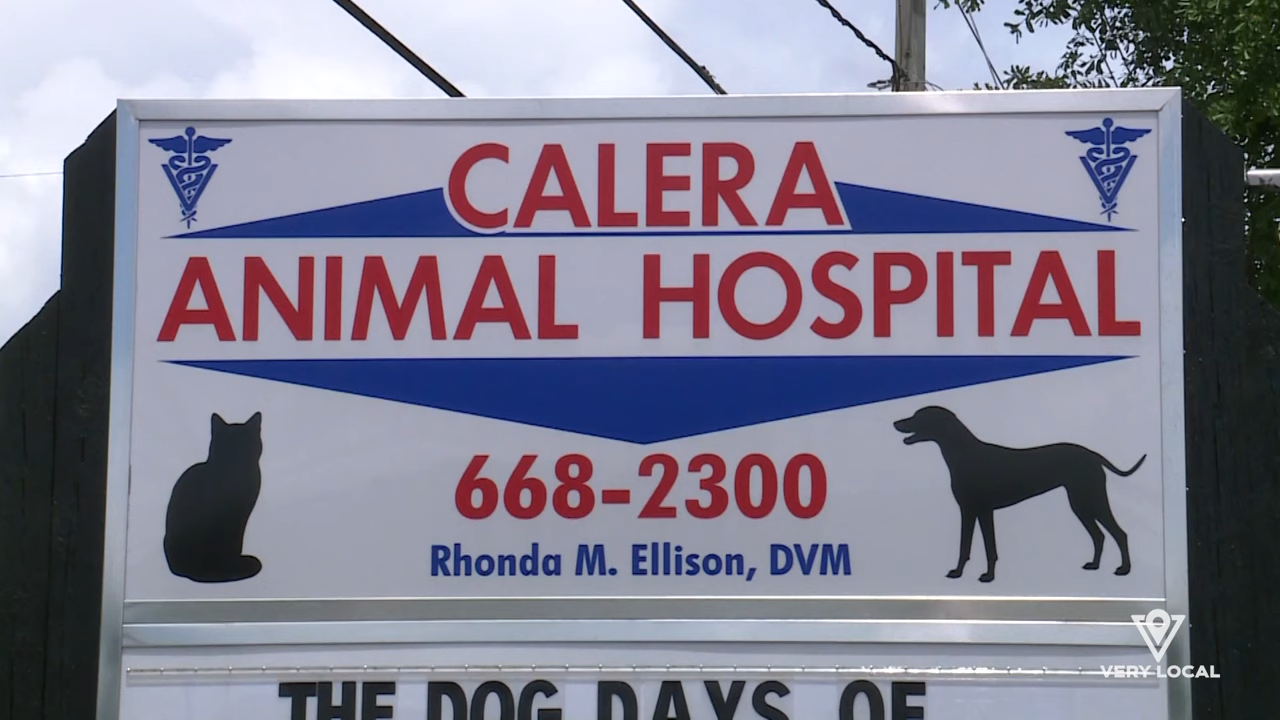 CALERA
ANIMAL HOSPITAL
668-2300
Rhonda M. Ellison, DVM
THE DOG DAYS OF
VERY LOCAL